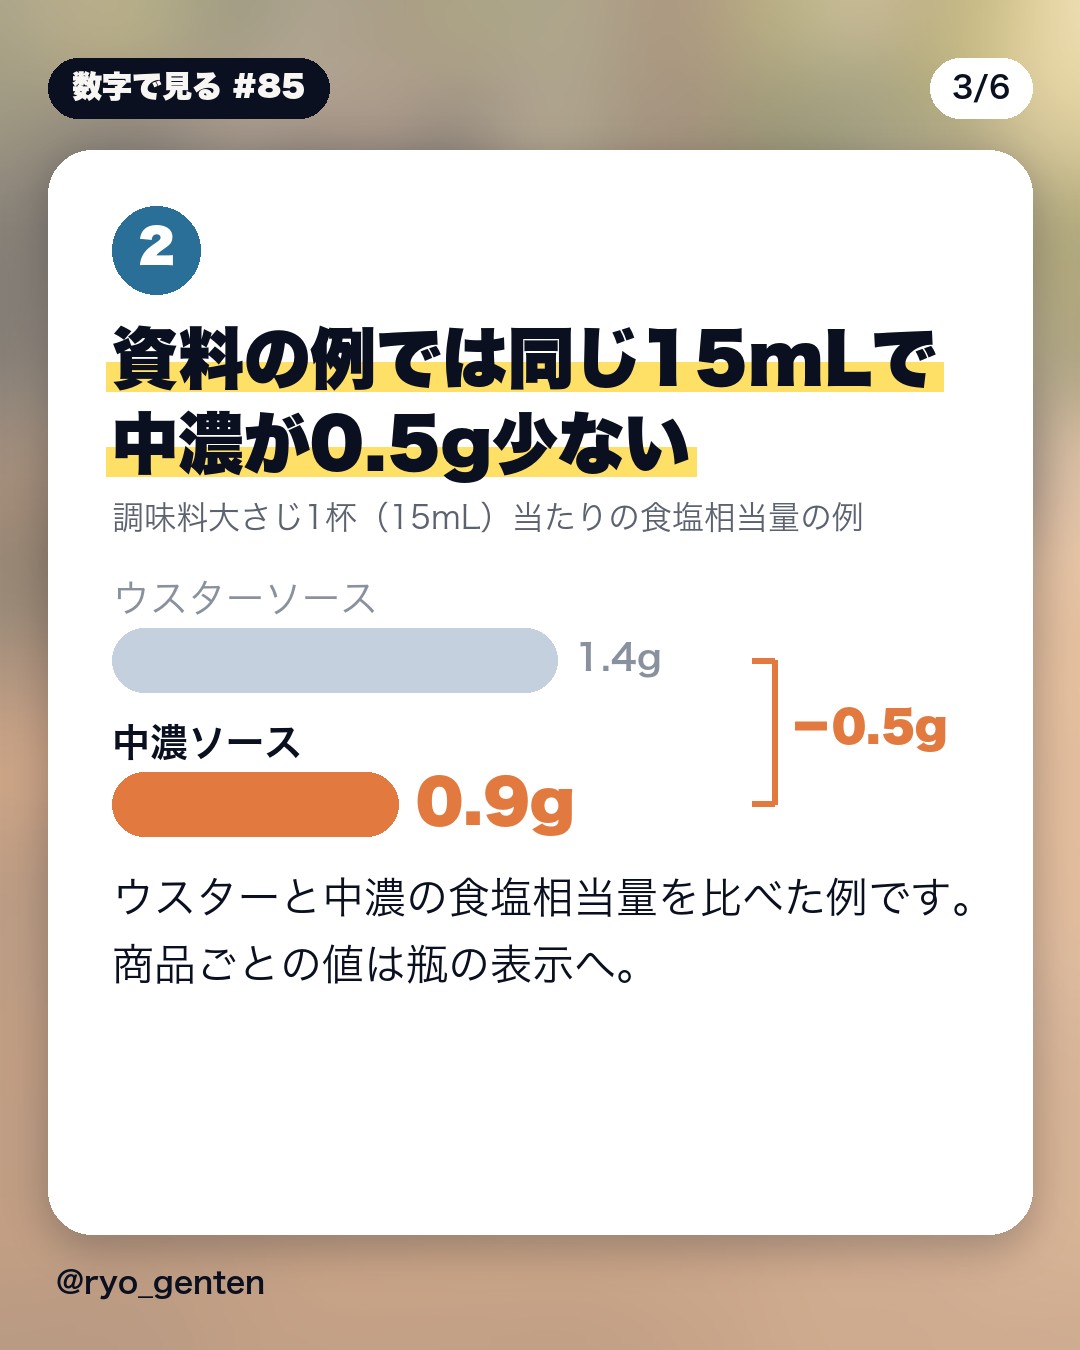 数字で見る #85
3/6
2
資料の例では同じ15mLで
中濃が0.5g少ない
調味料大さじ1杯（15mL）当たりの食塩相当量の例
ウスターソース
1.4g
−0.5g
中濃ソース
0.9g
ウスターと中濃の食塩相当量を比べた例です。
商品ごとの値は瓶の表示へ。
@ryo_genten